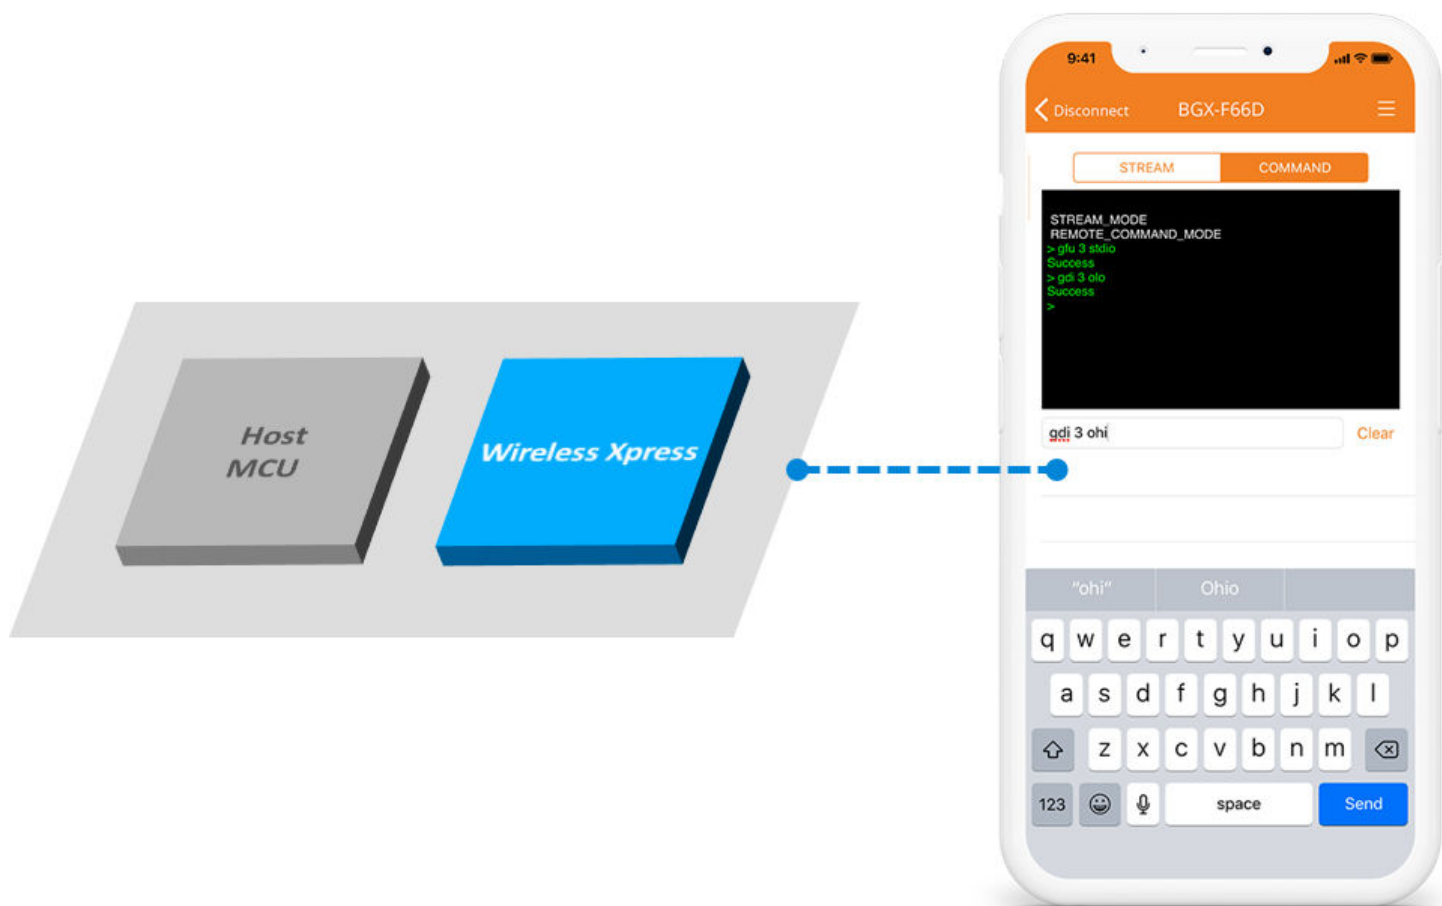 Host
MCU
Wireless Xpress
9:41
Disconnect BGX-F66D
STREAM COMMAND
STREAM_MODE
REMOTE_COMMAND_MODE
> gfu 3 stdio
Success
> gdi 3 olo
Success
>
gdi 3 ohi Clear
"ohi" Ohio
q w e r t y u i o p
a s d f g h j k l
z x c v b n m
123 space Send